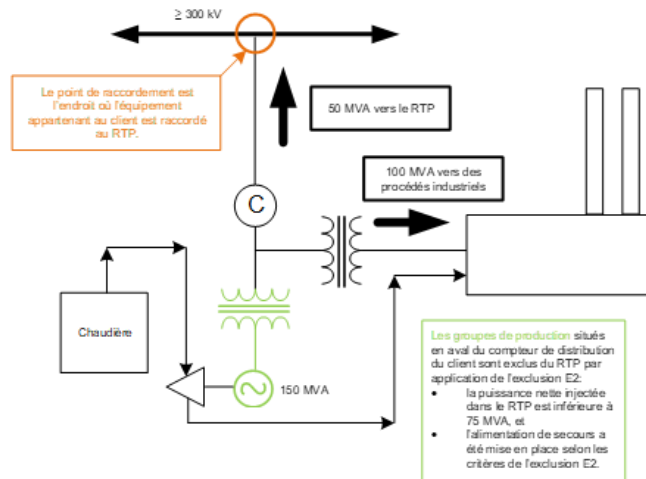 ≥ 300 kV
Le point de raccordement est
l'endroit où l'équipement
appartenant au client est raccordé
au RTP.
50 MVA vers le RTP
100 MVA vers des
procédés industriels
C
Chaudière
150 MVA
Les groupes de production situés
en aval du compteur de distribution
du client sont exclus du RTP par
application de l'exclusion E2:
• la puissance nette injectée
dans le RTP est inférieure à
75 MVA, et
• l'alimentation de secours a
été mise en place selon les
critères de l'exclusion E2.